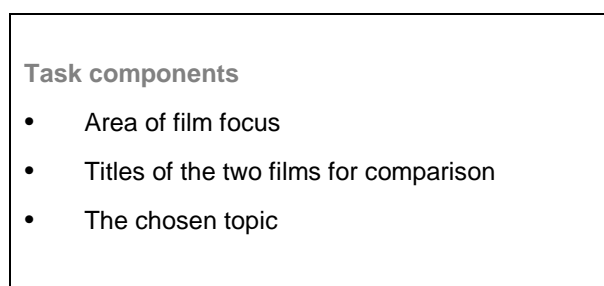 Task components
• Area of film focus
• Titles of the two films for comparison
• The chosen topic